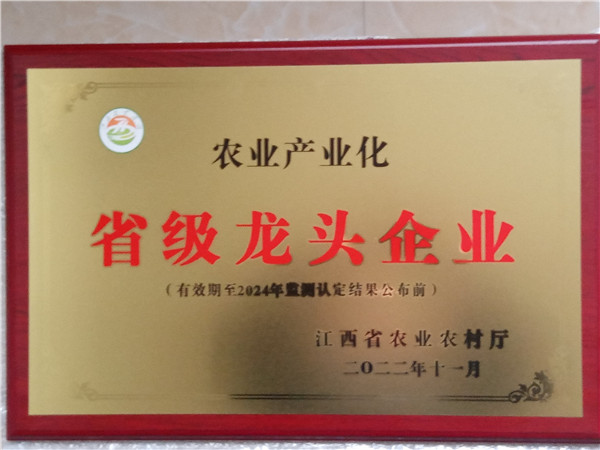 农业产业化
省级龙头企业
（有效期至2024年监测认定结果公布前）
江西省农业农村厅
二〇二二年十一月